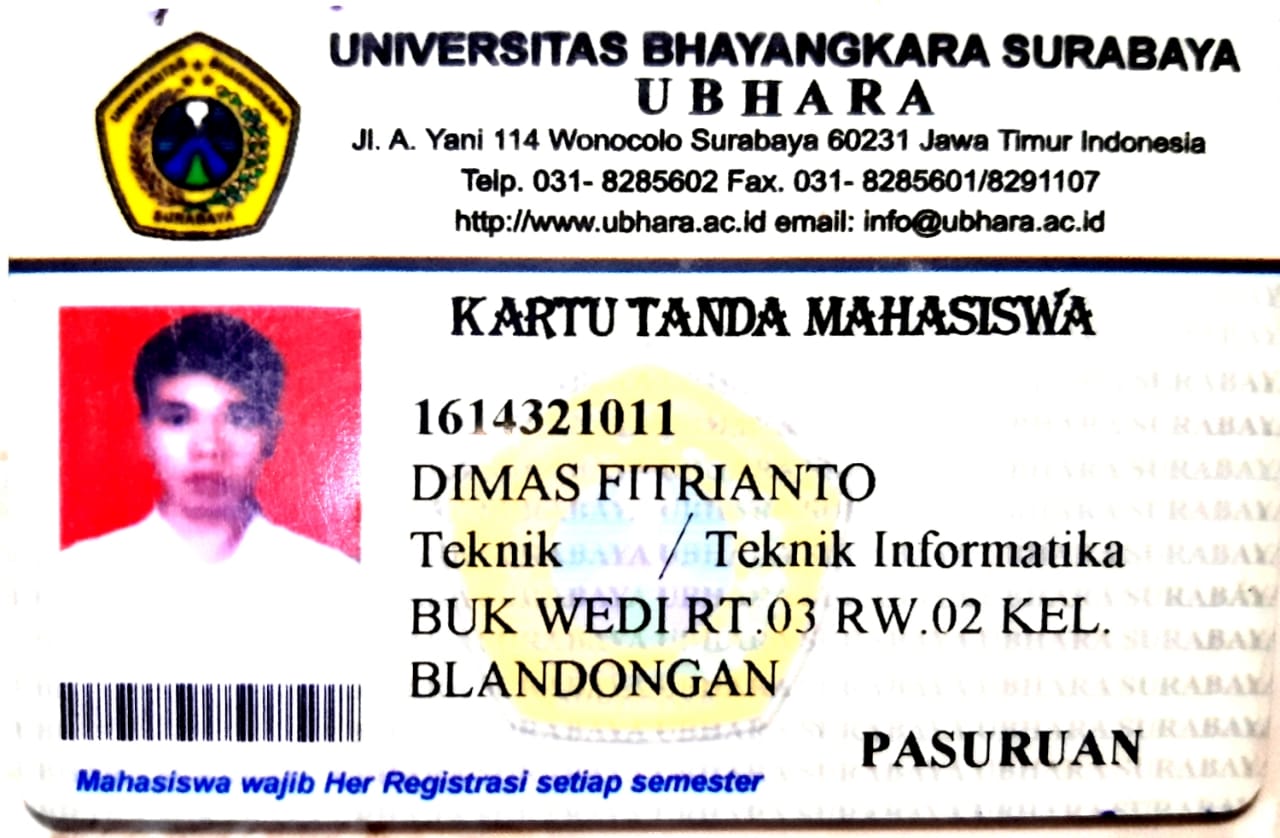 UNIVERSITAS BHAYANGKARA SURABAYA
UBHARA
Jl. A. Yani 114 Wonocolo Surabaya 60231 Jawa Timur Indonesia
Telp. 031- 8285602 Fax. 031- 8285601/8291107
http://www.ubhara.ac.id email: info@ubhara.ac.id
SURABAYA
KARTU TANDA MAHASISWA
1614321011
DIMAS FITRIANTO
Teknik / Teknik Informatika
BUK WEDI RT.03 RW.02 KEL.
BLANDONGAN,
PASURUAN
Mahasiswa wajib Her Registrasi setiap semester